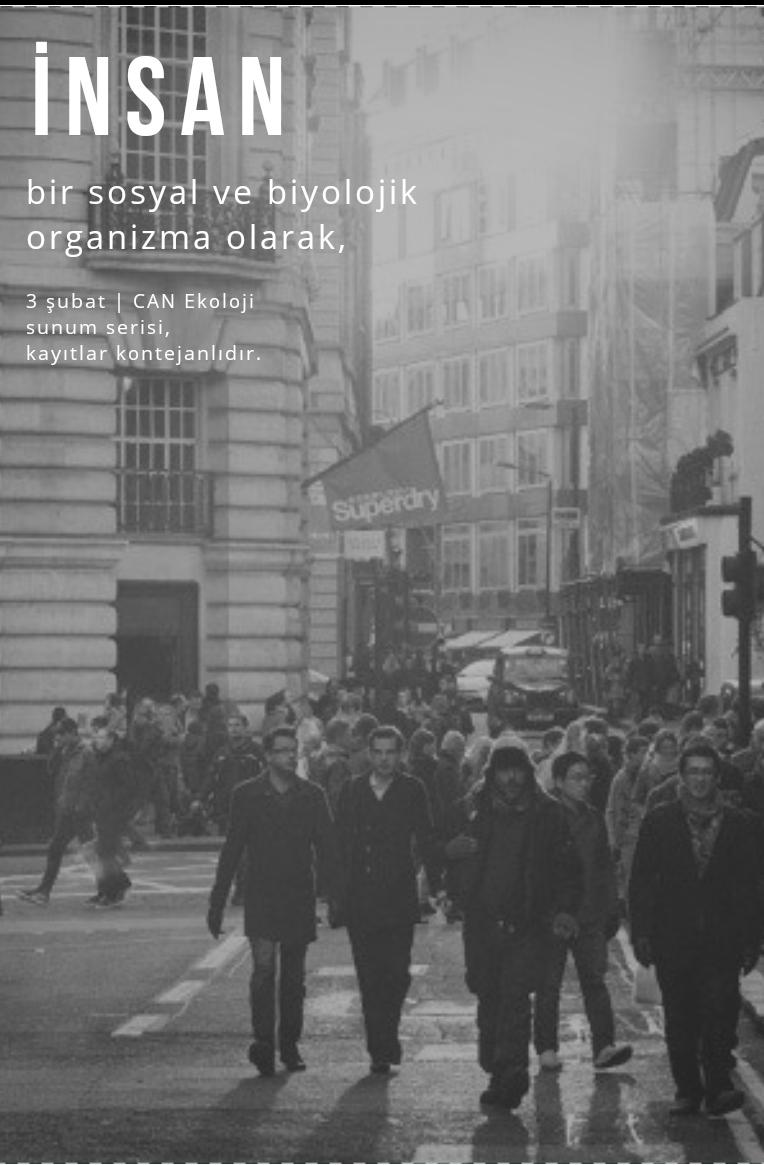 İNSAN
bir sosyal ve biyolojik
organizma olarak,
3 şubat | CAN Ekoloji
sunum serisi,
kayıtlar kontejanlıdır.
Superdry